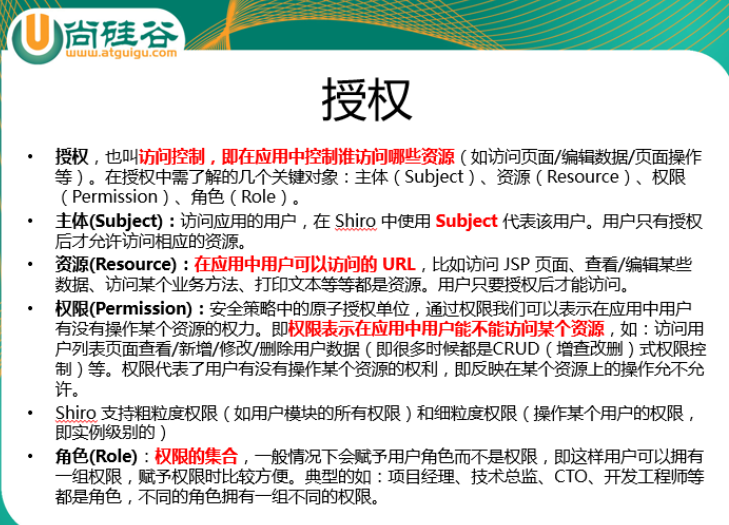 尚硅谷
www.atguigu.com
授权
• 授权，也叫访问控制，即在应用中控制谁访问哪些资源（如访问页面/编辑数据/页面操作
等）。在授权中需了解的几个关键对象：主体（Subject）、资源（Resource）、权限
（Permission）、角色（Role）。
• 主体(Subject)：访问应用的用户，在 Shiro 中使用 Subject 代表该用户。用户只有授权
后才允许访问相应的资源。
• 资源(Resource)：在应用中用户可以访问的 URL，比如访问 JSP 页面、查看/编辑某些
数据、访问某个业务方法、打印文本等等都是资源。用户只要授权后才能访问。
• 权限(Permission)：安全策略中的原子授权单位，通过权限我们可以表示在应用中用户
有没有操作某个资源的权力。即权限表示在应用中用户能不能访问某个资源，如：访问用
户列表页面查看/新增/修改/删除用户数据（即很多时候都是CRUD（增查改删）式权限控
制）等。权限代表了用户有没有操作某个资源的权利，即反映在某个资源上的操作允不允
许。
• Shiro 支持粗粒度权限（如用户模块的所有权限）和细粒度权限（操作某个用户的权限，
即实例级别的）
• 角色(Role)：权限的集合，一般情况下会赋予用户角色而不是权限，即这样用户可以拥有
一组权限，赋予权限时比较方便。典型的如：项目经理、技术总监、CTO、开发工程师等
都是角色，不同的角色拥有一组不同的权限。